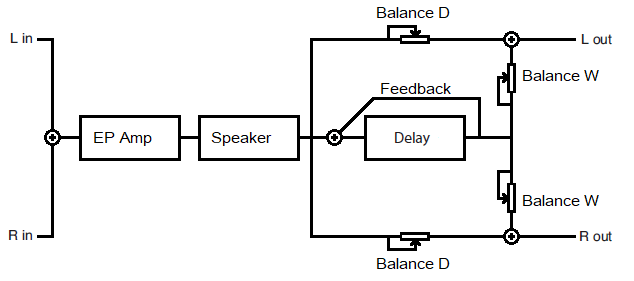 Balance D
L in
L out
Balance W
Feedback
EP Amp
Speaker
Delay
Balance W
R in
R out
Balance D